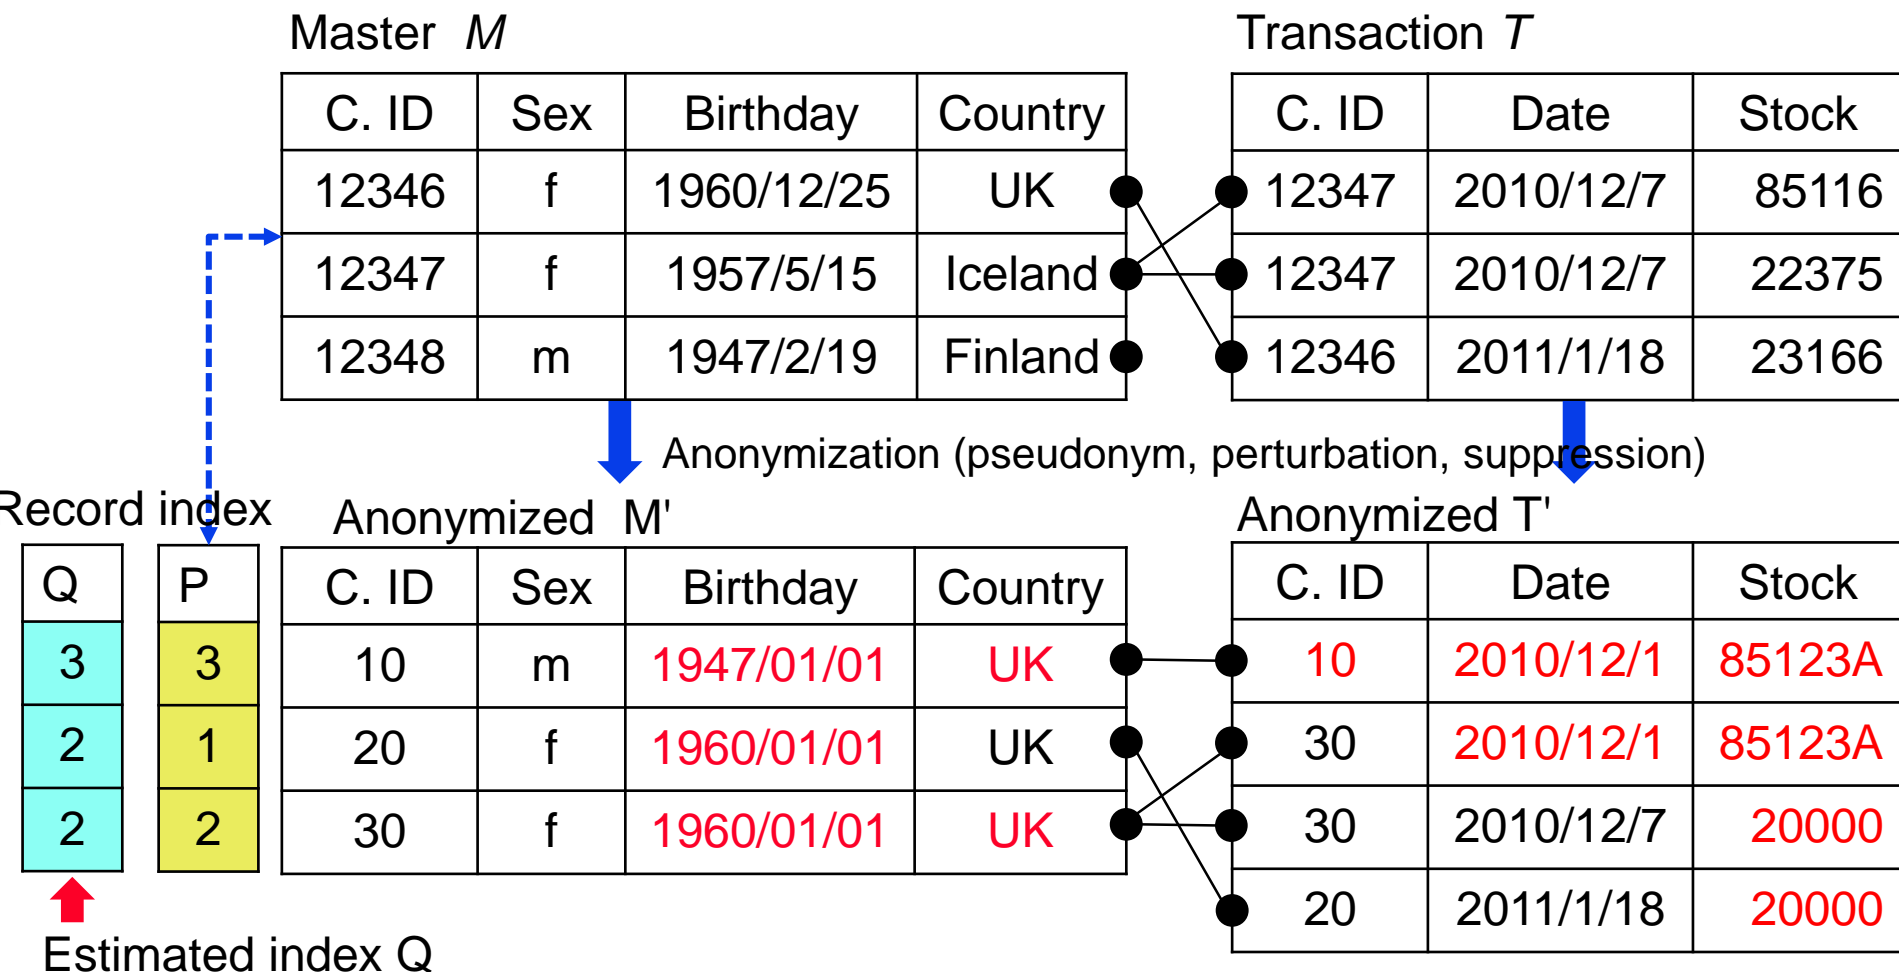 Master M
Transaction T
C. ID Sex Birthday Country
12346 f 1960/12/25 UK
12347 f 1957/5/15 Iceland
12348 m 1947/2/19 Finland
C. ID Date Stock
12347 2010/12/7 85116
12347 2010/12/7 22375
12346 2011/1/18 23166
Anonymization (pseudonym, perturbation, suppression)
Record index
Anonymized M'
Anonymized T'
Q P
3 3
2 1
2 2
C. ID Sex Birthday Country
10 m 1947/01/01 UK
20 f 1960/01/01 UK
30 f 1960/01/01 UK
C. ID Date Stock
10 2010/12/1 85123A
30 2010/12/1 85123A
30 2010/12/7 20000
20 2011/1/18 20000
Estimated index Q